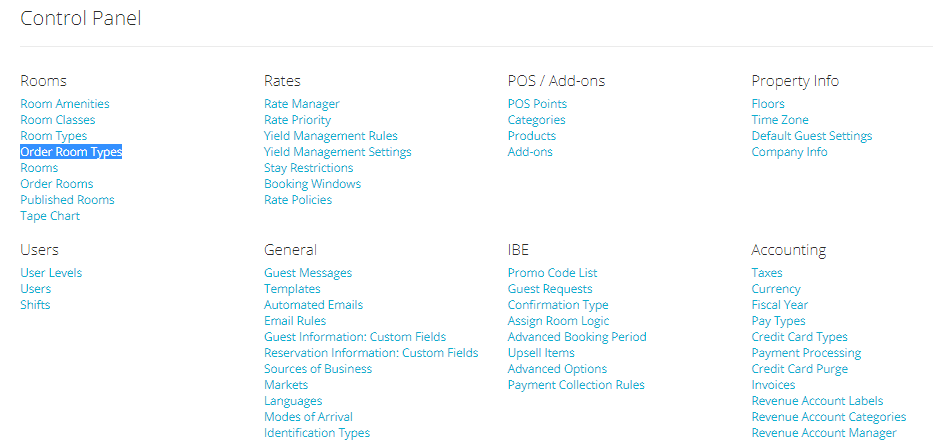 Control Panel
Rooms
Room Amenities
Room Classes
Room Types
Order Room Types
Rooms
Order Rooms
Published Rooms
Tape Chart
Rates
Rate Manager
Rate Priority
Yield Management Rules
Yield Management Settings
Stay Restrictions
Booking Windows
Rate Policies
POS / Add-ons
POS Points
Categories
Products
Add-ons
Property Info
Floors
Time Zone
Default Guest Settings
Company Info
Users
User Levels
Users
Shifts
General
Guest Messages
Templates
Automated Emails
Email Rules
Guest Information: Custom Fields
Reservation Information: Custom Fields
Sources of Business
Markets
Languages
Modes of Arrival
Identification Types
IBE
Promo Code List
Guest Requests
Confirmation Type
Assign Room Logic
Advanced Booking Period
Upsell Items
Advanced Options
Payment Collection Rules
Accounting
Taxes
Currency
Fiscal Year
Pay Types
Credit Card Types
Payment Processing
Credit Card Purge
Invoices
Revenue Account Labels
Revenue Account Categories
Revenue Account Manager